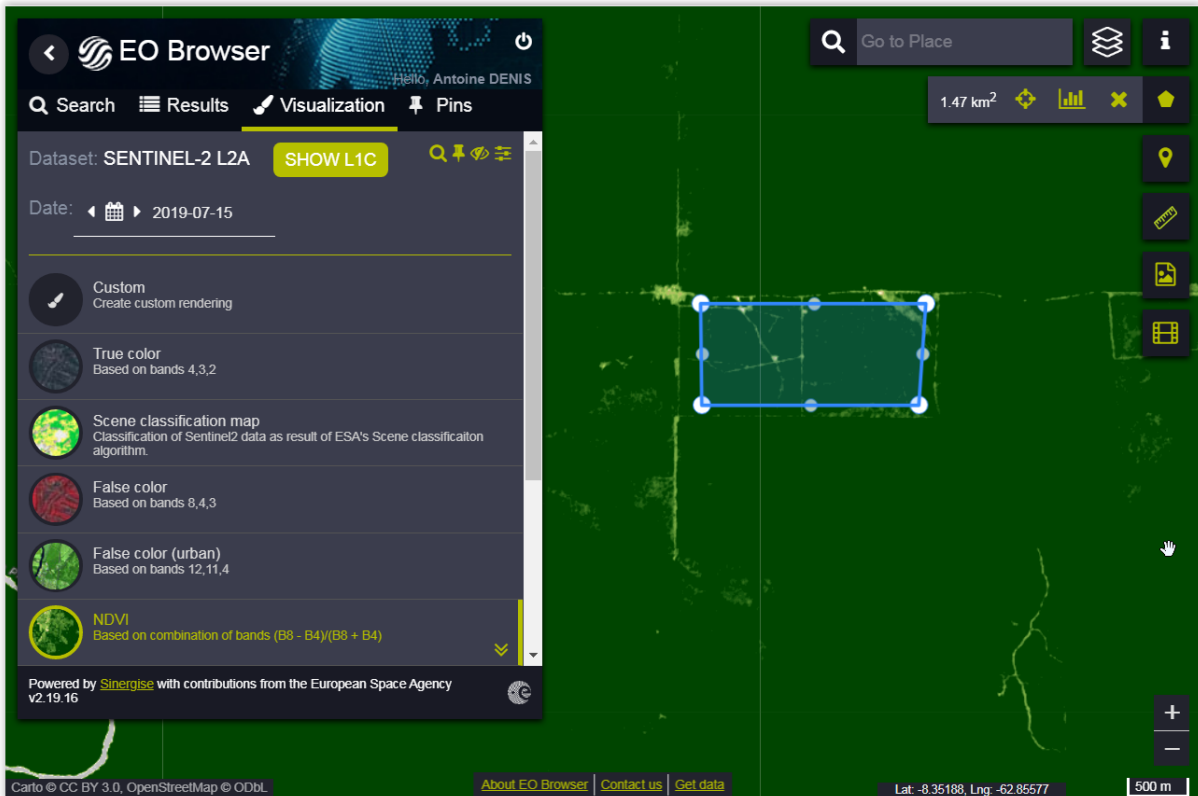 EO Browser
Hello, Antoine DENIS
Search Results Visualization Pins
Dataset: SENTINEL-2 L2A SHOW L1C
Date: 2019-07-15
Custom
Create custom rendering
True color
Based on bands 4,3,2
Scene classification map
Classification of Sentinel2 data as result of ESA's Scene classificaiton
algorithm.
False color
Based on bands 8,4,3
False color (urban)
Based on bands 12,11,4
NDVI
Based on combination of bands (B8 - B4)/(B8 + B4)
Powered by Sinergise with contributions from the European Space Agency
v2.19.16
Go to Place
1.47 km²
Carto © CC BY 3.0, OpenStreetMap © ODbL
About EO Browser Contact us Get data
Lat: -8.35188, Lng: -62.85577
500 m